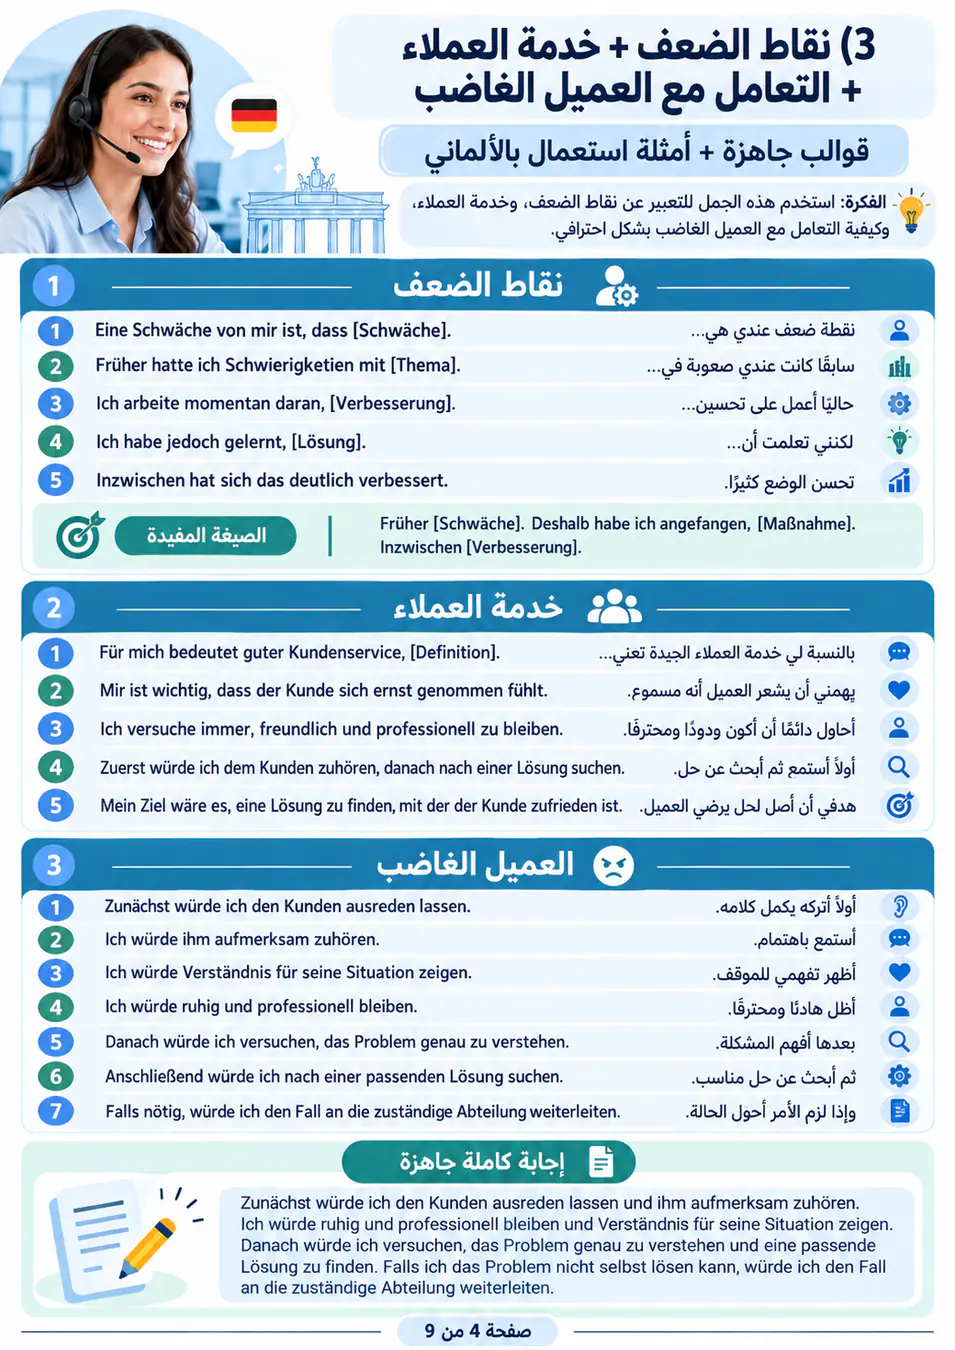 3) نقاط الضعف + خدمة العملاء
+ التعامل مع العميل الغاضب
قوالب جاهزة + أمثلة استعمال بالألماني
الفكرة: استخدم هذه الجمل للتعبير عن نقاط الضعف، وخدمة العملاء،
وكيفية التعامل مع العميل الغاضب بشكل احترافي.
1 نقاط الضعف
1 Eine Schwäche von mir ist, dass [Schwäche]. نقطة ضعف عندي هي...
2 Früher hatte ich Schwierigketien mit [Thema]. سابقًا كانت عندي صعوبة في...
3 Ich arbeite momentan daran, [Verbesserung]. حاليًا أعمل على تحسين...
4 Ich habe jedoch gelernt, [Lösung]. لكنني تعلمت أن...
5 Inzwischen hat sich das deutlich verbessert. تحسن الوضع كثيرًا.
الصيغة المفيدة
Früher [Schwäche]. Deshalb habe ich angefangen, [Maßnahme].
Inzwischen [Verbesserung].
2 خدمة العملاء
1 Für mich bedeutet guter Kundenservice, [Definition]. بالنسبة لي خدمة العملاء الجيدة تعني...
2 Mir ist wichtig, dass der Kunde sich ernst genommen fühlt. يهمني أن يشعر العميل أنه مسموع.
3 Ich versuche immer, freundlich und professionell zu bleiben. أحاول دائمًا أن أكون ودودًا ومحترفًا.
4 Zuerst würde ich dem Kunden zuhören, danach nach einer Lösung suchen. أولاً أستمع ثم أبحث عن حل.
5 Mein Ziel wäre es, eine Lösung zu finden, mit der der Kunde zufrieden ist. هدفي أن أصل لحل يرضي العميل.
3 العميل الغاضب
1 Zunächst würde ich den Kunden ausreden lassen. أولاً أتركه يكمل كلامه.
2 Ich würde ihm aufmerksam zuhören. أستمع باهتمام.
3 Ich würde Verständnis für seine Situation zeigen. أظهر تفهمي للموقف.
4 Ich würde ruhig und professionell bleiben. أظل هادئا ومحترفًا.
5 Danach würde ich versuchen, das Problem genau zu verstehen. بعدها أفهم المشكلة.
6 Anschließend würde ich nach einer passenden Lösung suchen. ثم أبحث عن حل مناسب.
7 Falls nötig, würde ich den Fall an die zuständige Abteilung weiterleiten. وإذا لزم الأمر أحول الحالة.
إجابة كاملة جاهزة
Zunächst würde ich den Kunden ausreden lassen und ihm aufmerksam zuhören.
Ich würde ruhig und professionell bleiben und Verständnis für seine Situation zeigen.
Danach würde ich versuchen, das Problem genau zu verstehen und eine passende
Lösung zu finden. Falls ich das Problem nicht selbst lösen kann, würde ich den Fall
an die zuständige Abteilung weiterleiten.
صفحة 4 من 9